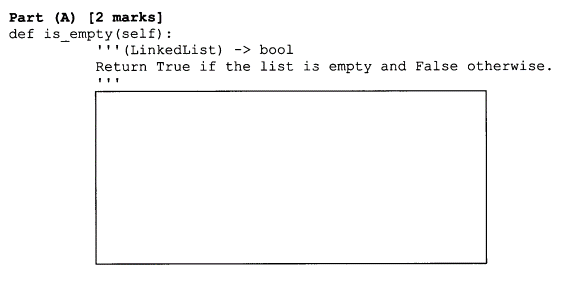 Part (A) [2 marks]
def is_empty(self):
'''(LinkedList) -> bool
Return True if the list is empty and False otherwise.
'''